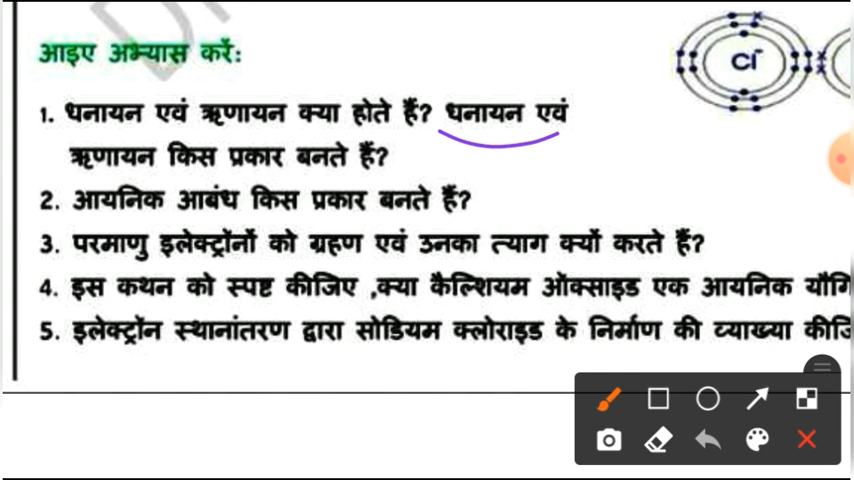 आइए अभ्यास करें:
Cl⁻
1. धनायन एवं ऋणायन क्या होते हैं? धनायन एवं
ऋणायन किस प्रकार बनते हैं?
2. आयनिक आबंध किस प्रकार बनते हैं?
3. परमाणु इलेक्ट्रॉनों को ग्रहण एवं उनका त्याग क्यों करते हैं?
4. इस कथन को स्पष्ट कीजिए ,क्या कैल्शियम ऑक्साइड एक आयनिक
5. इलेक्ट्रॉन स्थानांतरण द्वारा सोडियम क्लोराइड के निर्माण की व्याख्या